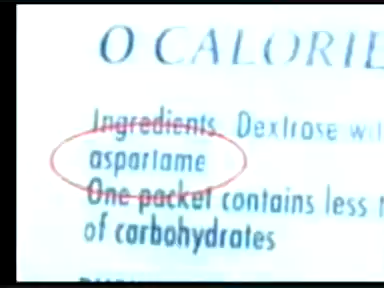 0 CALORIE
Ingredients Dextrose wi
aspartame
One packet contains less
of carbohydrates